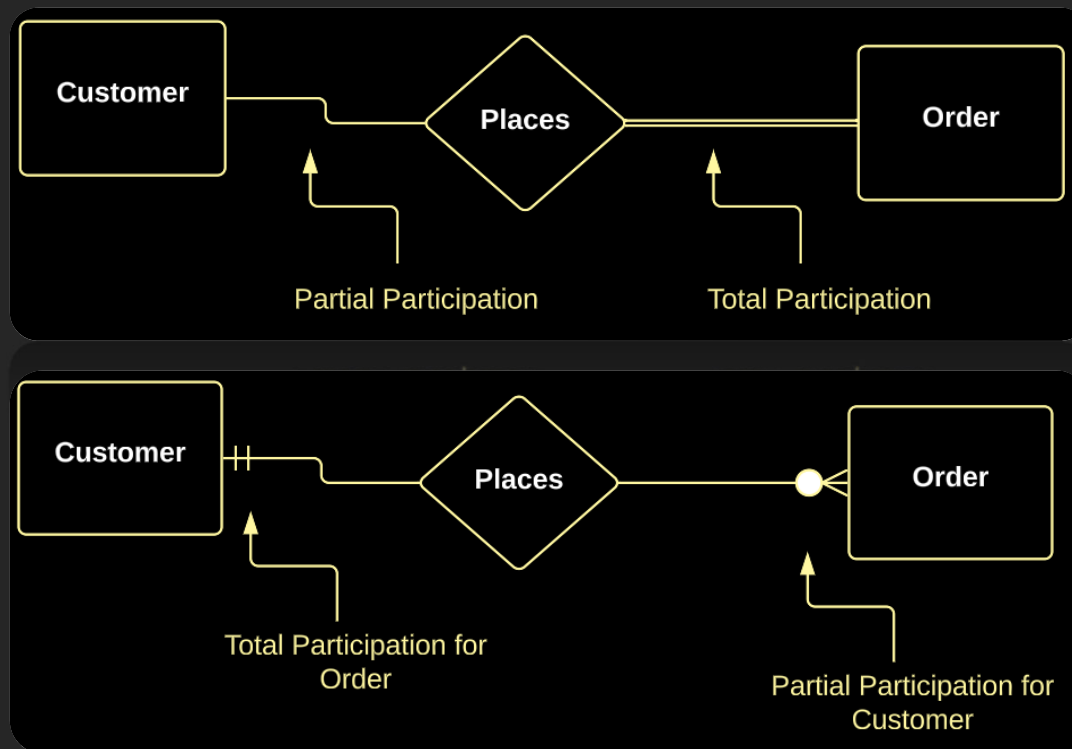 Customer
Places
Order
Partial Participation
Total Participation
Customer
Places
Order
Total Participation for
Order
Partial Participation for
Customer